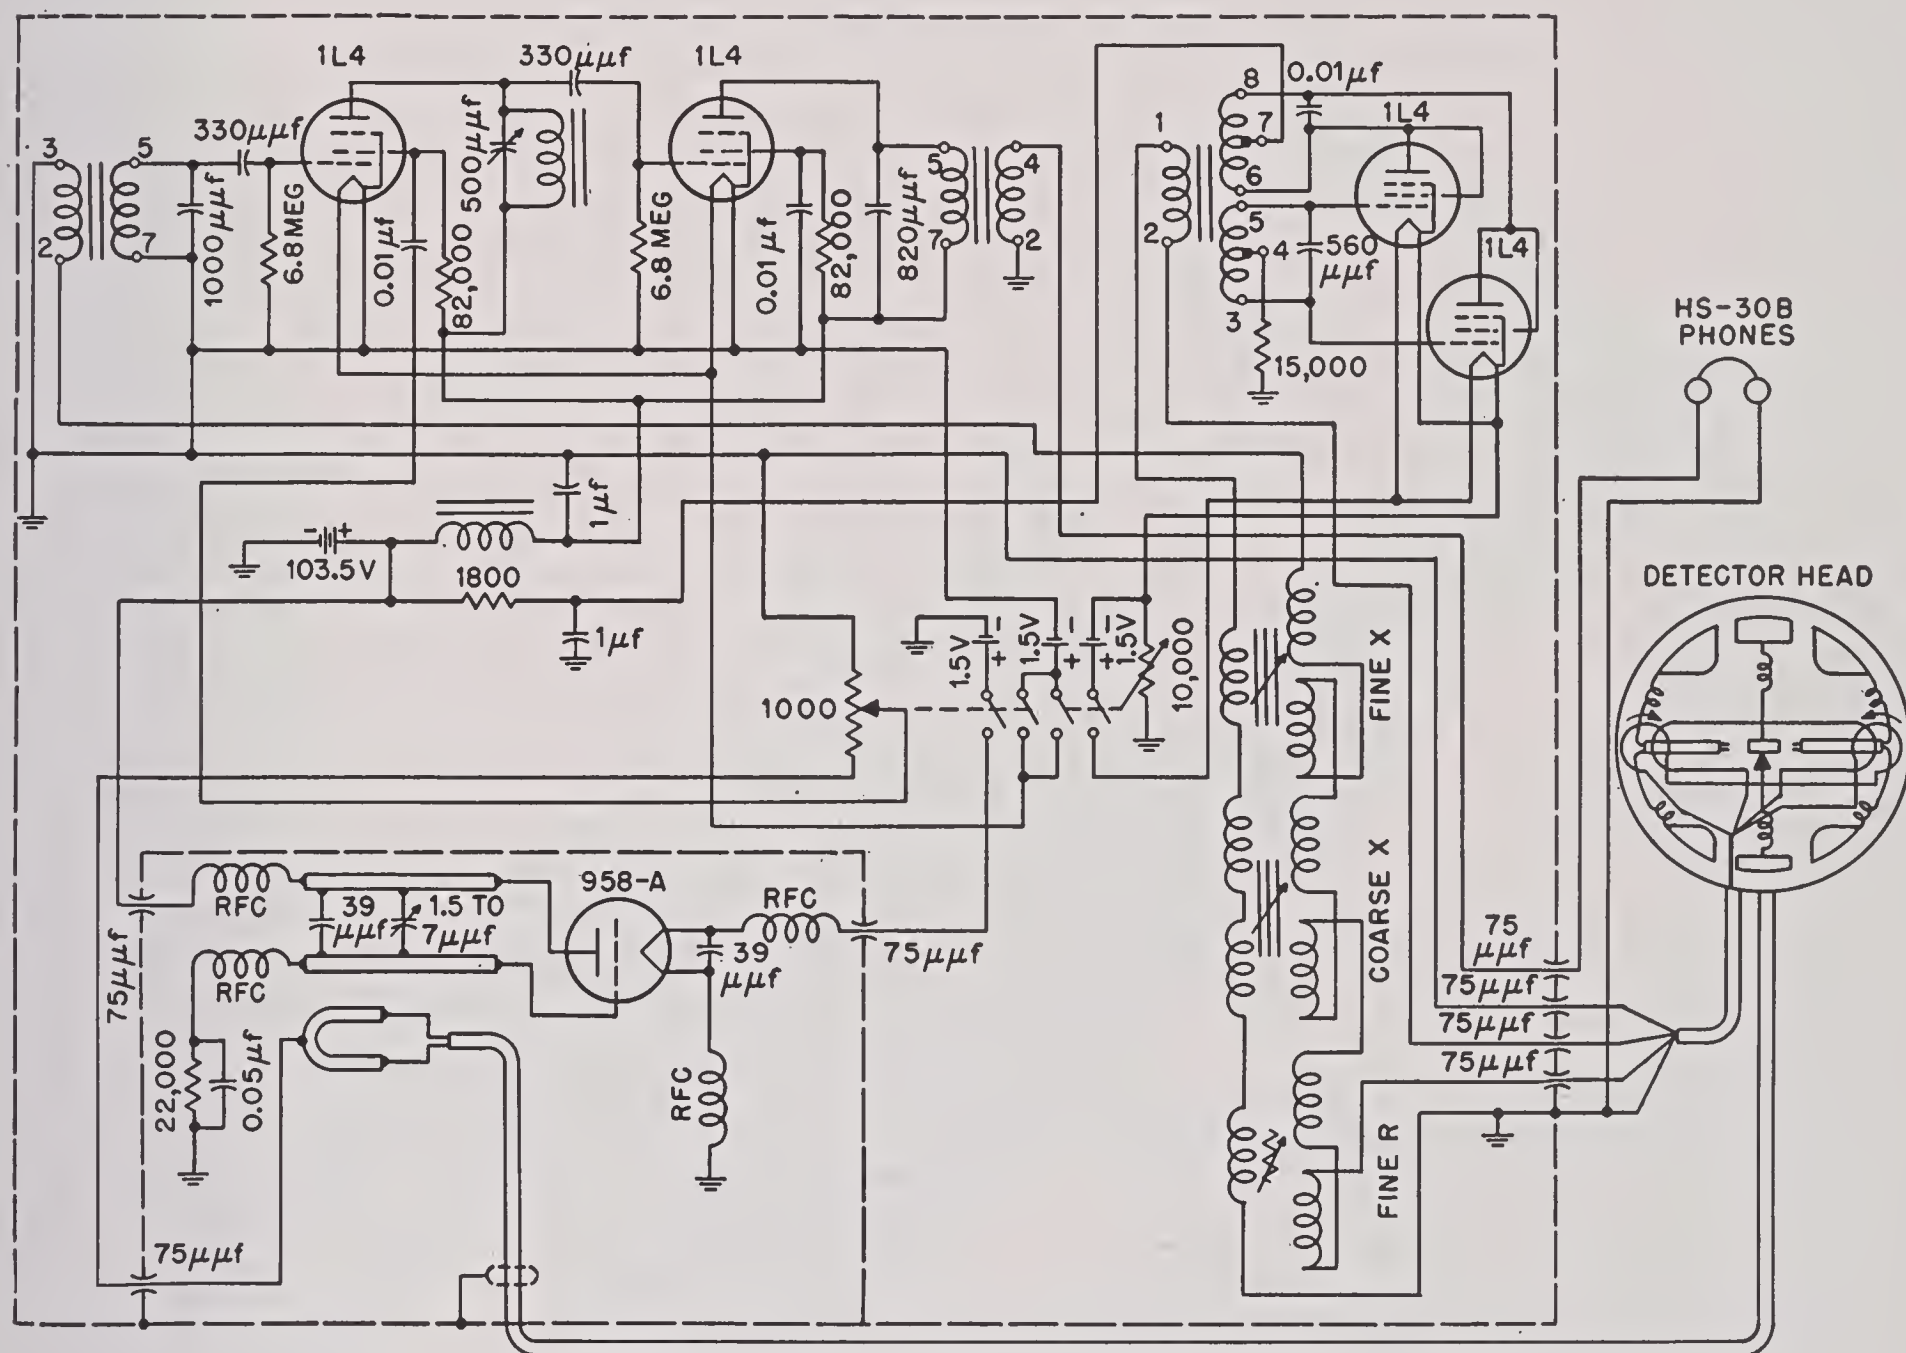 1L4
330μμf
1L4
8
0.01μf
1
7
1L4
330μμf
3
5
500μμf
5
4
6
5
2
7
1000μμf
6.8 MEG
0.01μf
82,000
6.8 MEG
0.01μf
82,000
820μμf
7
2
2
4
560
μμf
1L4
3
15,000
HS-30B
PHONES
1μf
- +
103.5V
1800
1μf
1000
- + 1.5V
- + 1.5V
- + 1.5V
10,000
FINE X
DETECTOR HEAD
COARSE X
958-A
RFC
39
μμf
1.5 TO
7μμf
RFC
75μμf
39
μμf
75μμf
RFC
22,000
0.05μf
RFC
75
μμf
75μμf
75μμf
75μμf
FINE R
75μμf